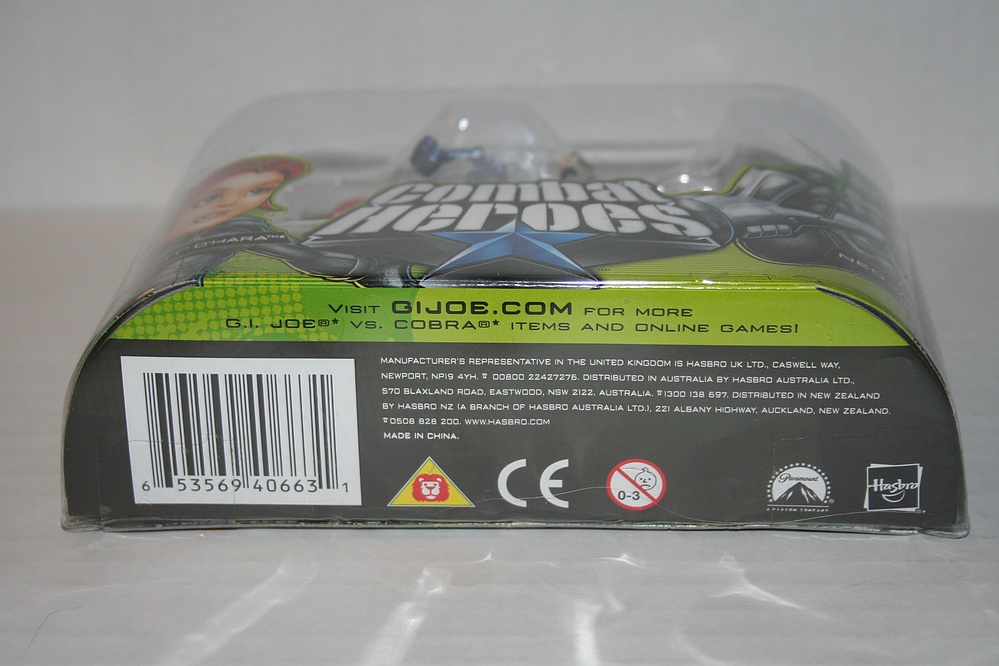 combat
Heroes
O'HARA™*
NEO
VISIT GIJOE.COM FOR MORE
G.I. JOE®* VS. COBRA®* ITEMS AND ONLINE GAMES!
MANUFACTURER'S REPRESENTATIVE IN THE UNITED KINGDOM IS HASBRO UK LTD., CASWELL WAY,
NEWPORT, NP19 4YH. ☎ 00800 22427276. DISTRIBUTED IN AUSTRALIA BY HASBRO AUSTRALIA LTD.,
570 BLAXLAND ROAD, EASTWOOD, NSW 2122, AUSTRALIA. ☎ 1300 138 697. DISTRIBUTED IN NEW ZEALAND
BY HASBRO NZ (A BRANCH OF HASBRO AUSTRALIA LTD.), 221 ALBANY HIGHWAY, AUCKLAND, NEW ZEALAND.
☎ 0508 828 200. WWW.HASBRO.COM
MADE IN CHINA.
6 53569 40663 1
CE
0-3
Paramount
A VIACOM COMPANY
Hasbro